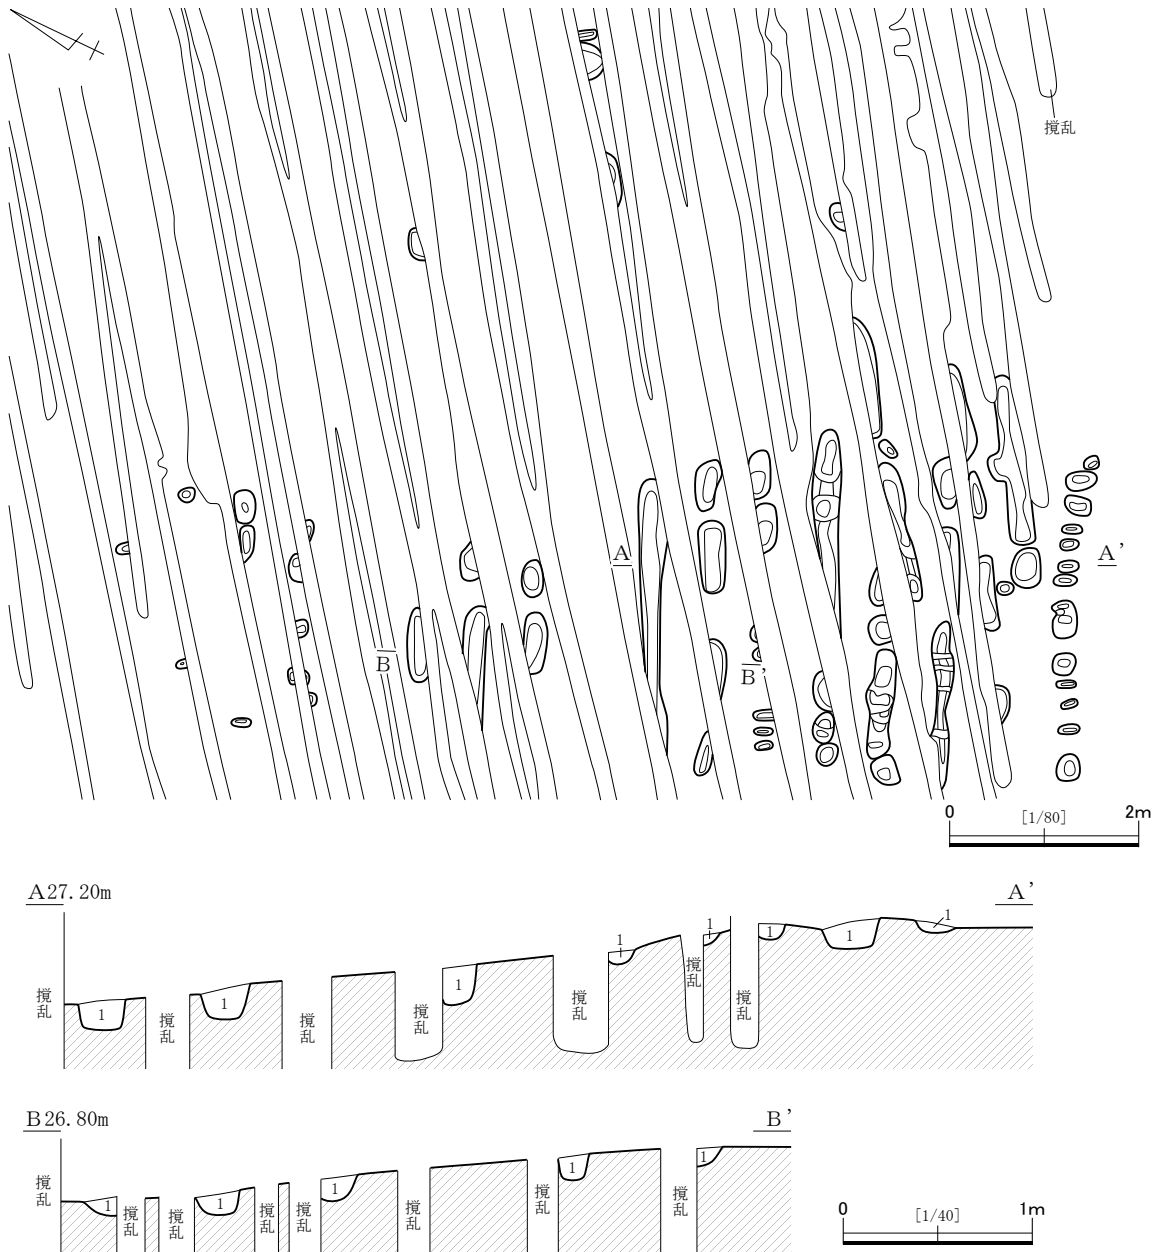 撹乱
A
A’
B
B’
0 [1/80] 2m
A27.20m A’
1 1 1 1 1 1 1 1
撹乱 撹乱 撹乱 撹乱 撹乱 撹乱 撹乱
B26.80m B’
1 1 1 1 1
撹乱 撹乱 撹乱 撹乱 撹乱 撹乱 撹乱 撹乱
0 [1/40] 1m